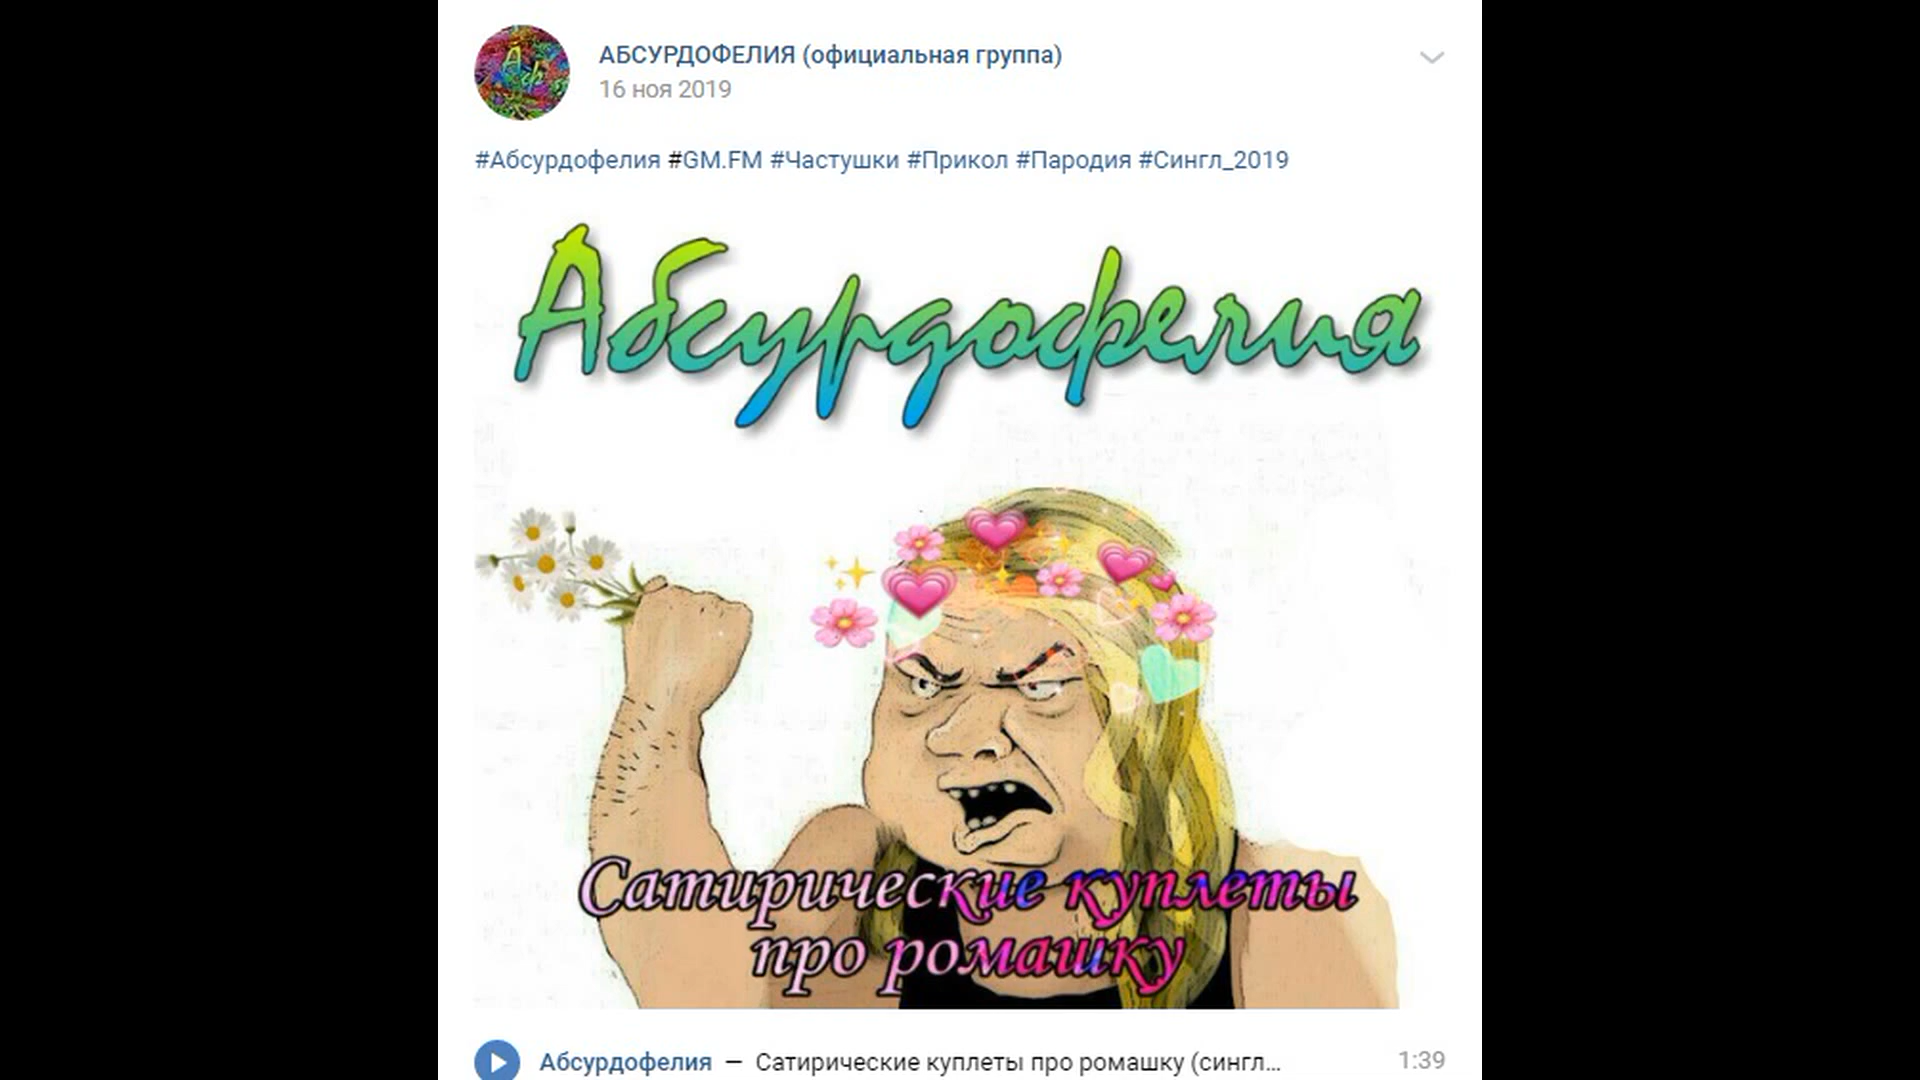 АБСУРДОФЕЛИЯ (официальная группа)
16 ноя 2019
#Абсурдофелия #GM.FM #Частушки #Прикол #Пародия #Сингл_2019
Абсурдофелия
Сатирические куплеты
про ромашку
Абсурдофелия — Сатирические куплеты про ромашку (сингл... 1:39